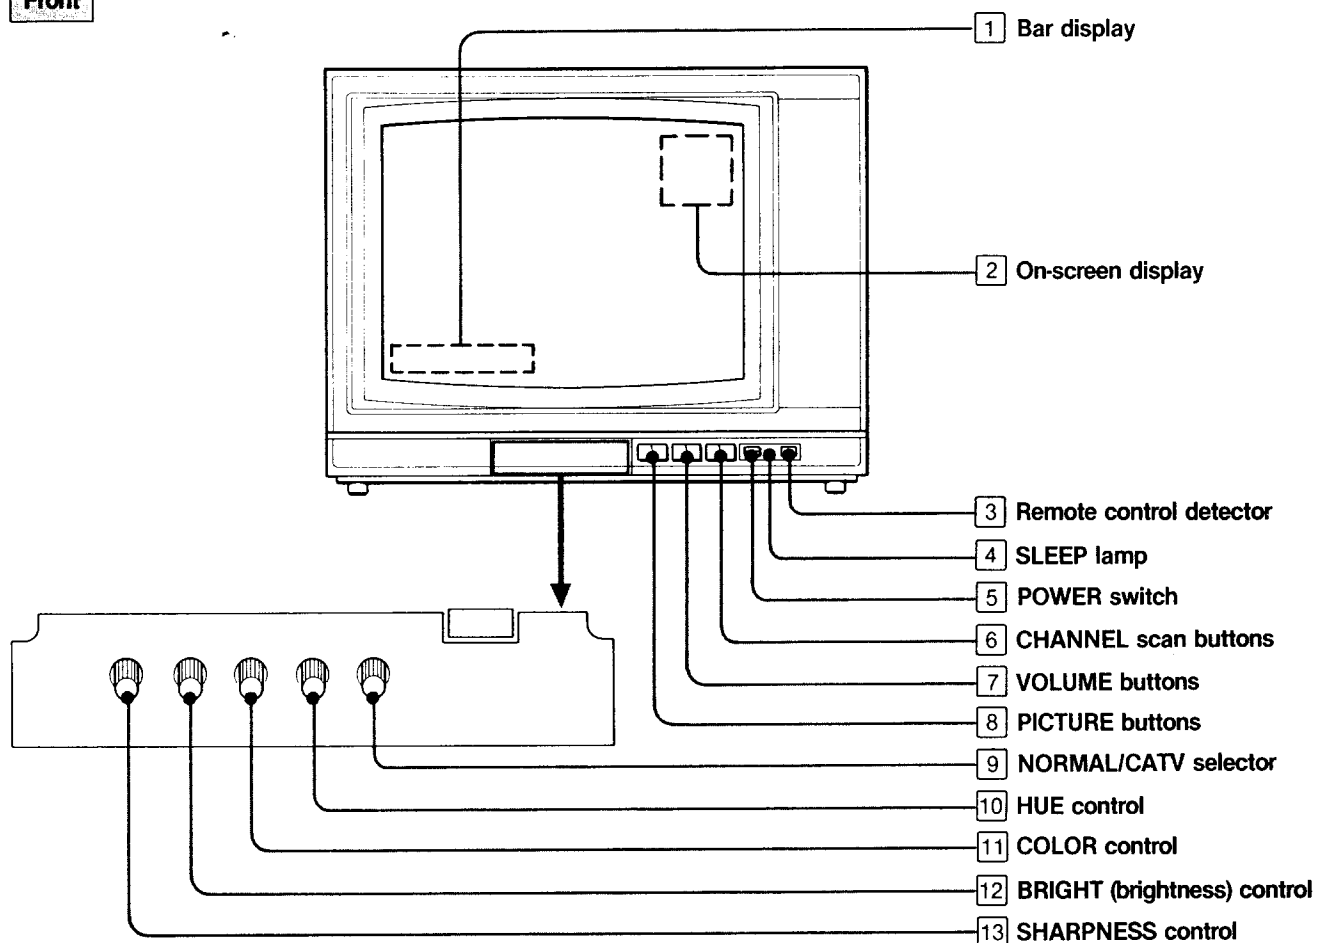 Front
1 Bar display
2 On-screen display
3 Remote control detector
4 SLEEP lamp
5 POWER switch
6 CHANNEL scan buttons
7 VOLUME buttons
8 PICTURE buttons
9 NORMAL/CATV selector
10 HUE control
11 COLOR control
12 BRIGHT (brightness) control
13 SHARPNESS control